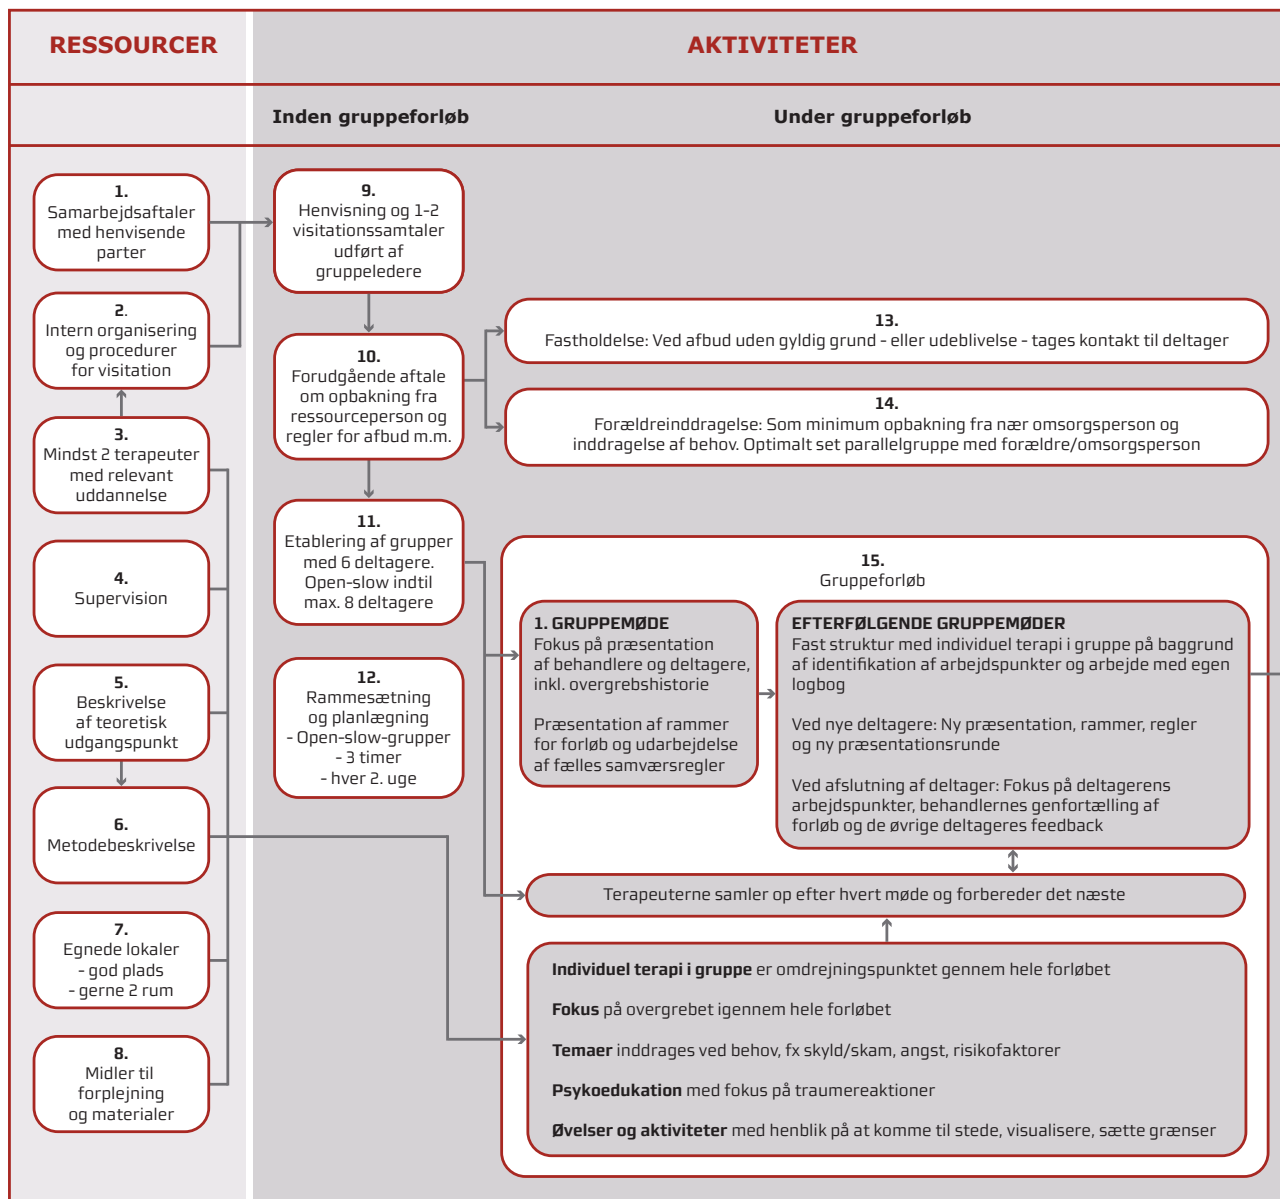 RESSOURCER
AKTIVITETER
Inden gruppeforløb
Under gruppeforløb
1.
Samarbejdsaftaler
med henvisende
parter
2.
Intern organisering
og procedurer
for visitation
3.
Mindst 2 terapeuter
med relevant
uddannelse
4.
Supervision
5.
Beskrivelse
af teoretisk
udgangspunkt
6.
Metodebeskrivelse
7.
Egnede lokaler
- god plads
- gerne 2 rum
8.
Midler til
forplejning
og materialer
9.
Henvisning og 1-2
visitationssamtaler
udført af
gruppeledere
10.
Forudgående aftale
om opbakning fra
ressourceperson og
regler for afbud m.m.
11.
Etablering af grupper
med 6 deltagere.
Open-slow indtil
max. 8 deltagere
12.
Rammesætning
og planlægning
- Open-slow-grupper
- 3 timer
- hver 2. uge
13.
Fastholdelse: Ved afbud uden gyldig grund - eller udeblivelse - tages kontakt til deltager
14.
Forældreinddragelse: Som minimum opbakning fra nær omsorgsperson og
inddragelse af behov. Optimalt set parallelgruppe med forældre/omsorgsperson
15.
Gruppeforløb
1. GRUPPEMØDE
Fokus på præsentation
af behandlere og deltagere,
inkl. overgrebshistorie
Præsentation af rammer
for forløb og udarbejdelse
af fælles samværsregler
EFTERFØLGENDE GRUPPEMØDER
Fast struktur med individuel terapi i gruppe på baggrund
af identifikation af arbejdspunkter og arbejde med egen
logbog
Ved nye deltagere: Ny præsentation, rammer, regler
og ny præsentationsrunde
Ved afslutning af deltager: Fokus på deltagerens
arbejdspunkter, behandlernes genfortælling af
forløb og de øvrige deltageres feedback
Terapeuterne samler op efter hvert møde og forbereder det næste
Individuel terapi i gruppe er omdrejningspunktet gennem hele forløbet
Fokus på overgrebet igennem hele forløbet
Temaer inddrages ved behov, fx skyld/skam, angst, risikofaktorer
Psykoedukation med fokus på traumereaktioner
Øvelser og aktiviteter med henblik på at komme til stede, visualisere, sætte grænser